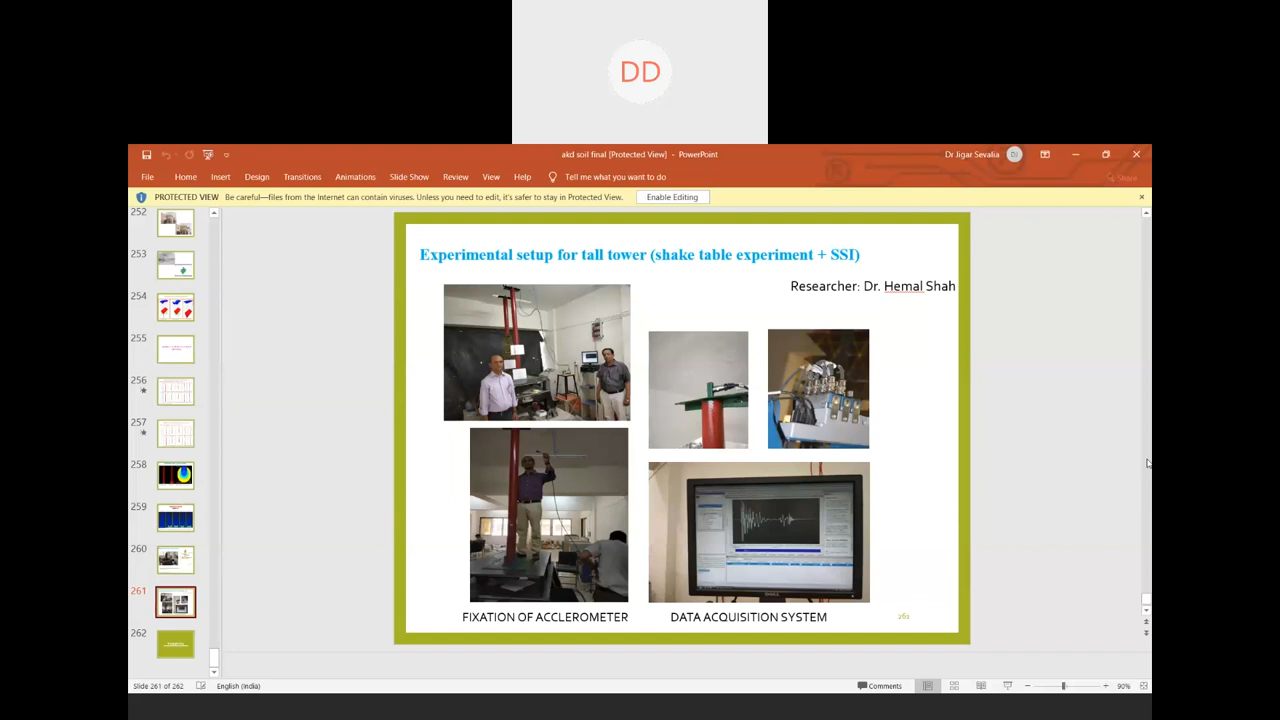 DD
akd soil final [Protected View] - PowerPoint
Dr Jigar Sevalia
DJ
File Home Insert Design Transitions Animations Slide Show Review View Help Tell me what you want to do
Share
PROTECTED VIEW Be careful—files from the Internet can contain viruses. Unless you need to edit, it's safer to stay in Protected View. Enable Editing
252
253
254
255
256
257
258
259
260
261
262
Experimental setup for tall tower (shake table experiment + SSI)
Researcher: Dr. Hemal Shah
FIXATION OF ACCLEROMETER
DATA ACQUISITION SYSTEM
261
Slide 261 of 262
English (India)
Comments
90%